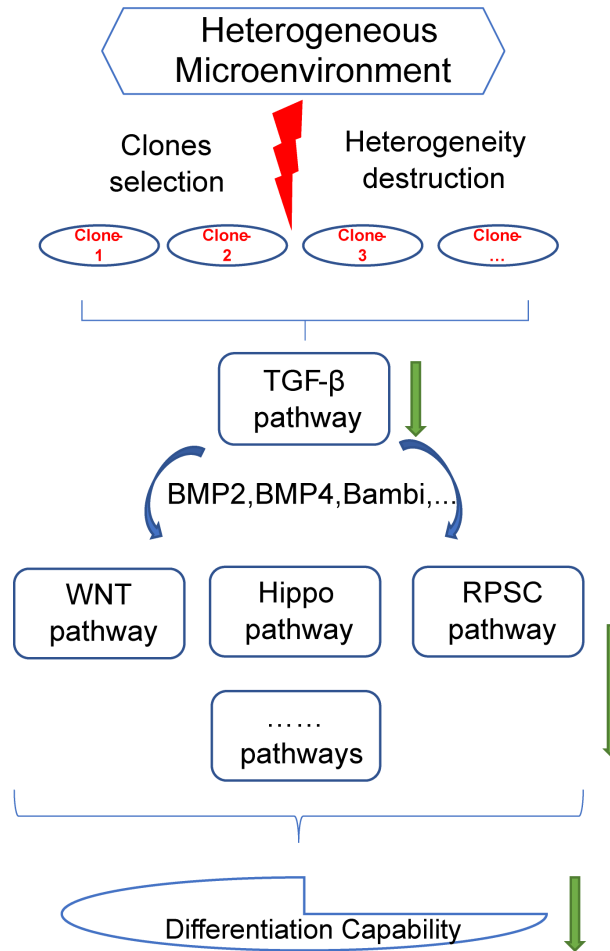 Heterogeneous
Microenvironment
Clones
selection
Heterogeneity
destruction
Clone-
1
Clone-
2
Clone-
3
Clone-
...
TGF-β
pathway
BMP2,BMP4,Bambi,...
WNT
pathway
Hippo
pathway
RPSC
pathway
……
pathways
Differentiation Capability